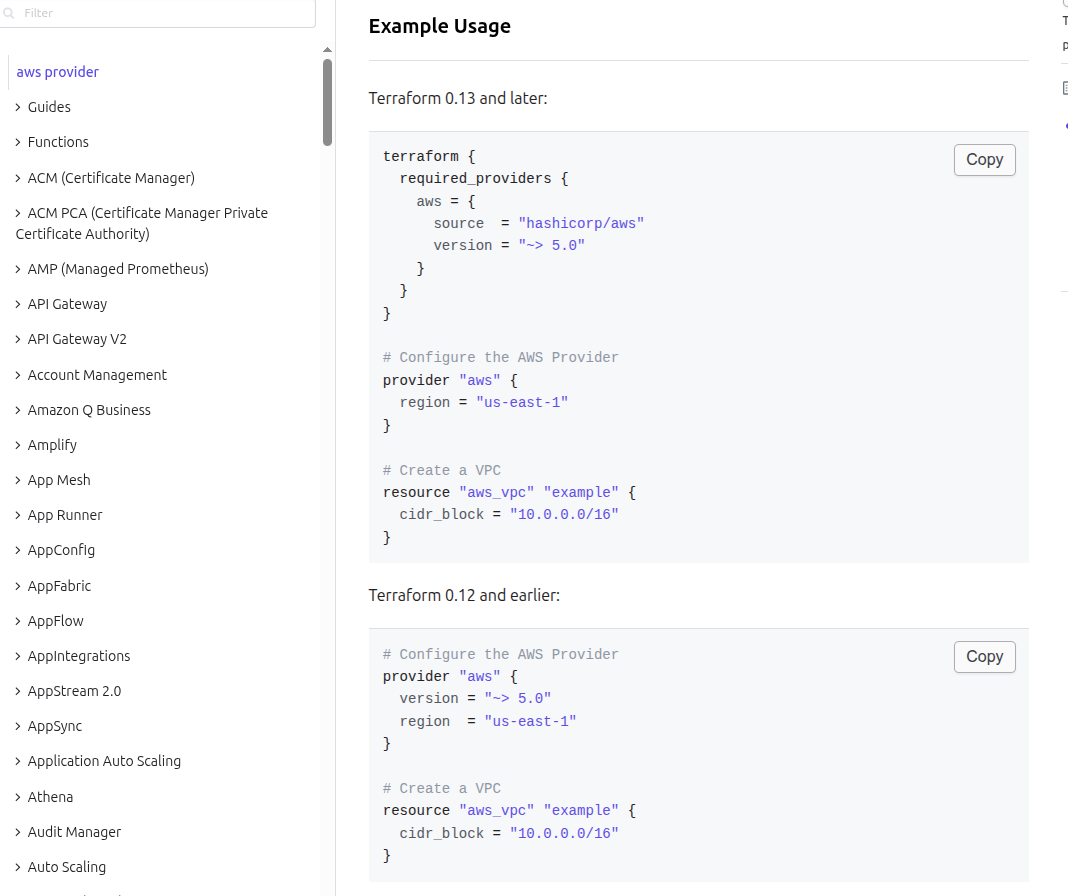 Filter
aws provider
Guides
Functions
ACM (Certificate Manager)
ACM PCA (Certificate Manager Private
Certificate Authority)
AMP (Managed Prometheus)
API Gateway
API Gateway V2
Account Management
Amazon Q Business
Amplify
App Mesh
App Runner
AppConfig
AppFabric
AppFlow
AppIntegrations
AppStream 2.0
AppSync
Application Auto Scaling
Athena
Audit Manager
Auto Scaling
Example Usage
Terraform 0.13 and later:
Copy
terraform {
  required_providers {
    aws = {
      source  = "hashicorp/aws"
      version = "~> 5.0"
    }
  }
}

# Configure the AWS Provider
provider "aws" {
  region = "us-east-1"
}

# Create a VPC
resource "aws_vpc" "example" {
  cidr_block = "10.0.0.0/16"
}
Terraform 0.12 and earlier:
Copy
# Configure the AWS Provider
provider "aws" {
  version = "~> 5.0"
  region  = "us-east-1"
}

# Create a VPC
resource "aws_vpc" "example" {
  cidr_block = "10.0.0.0/16"
}